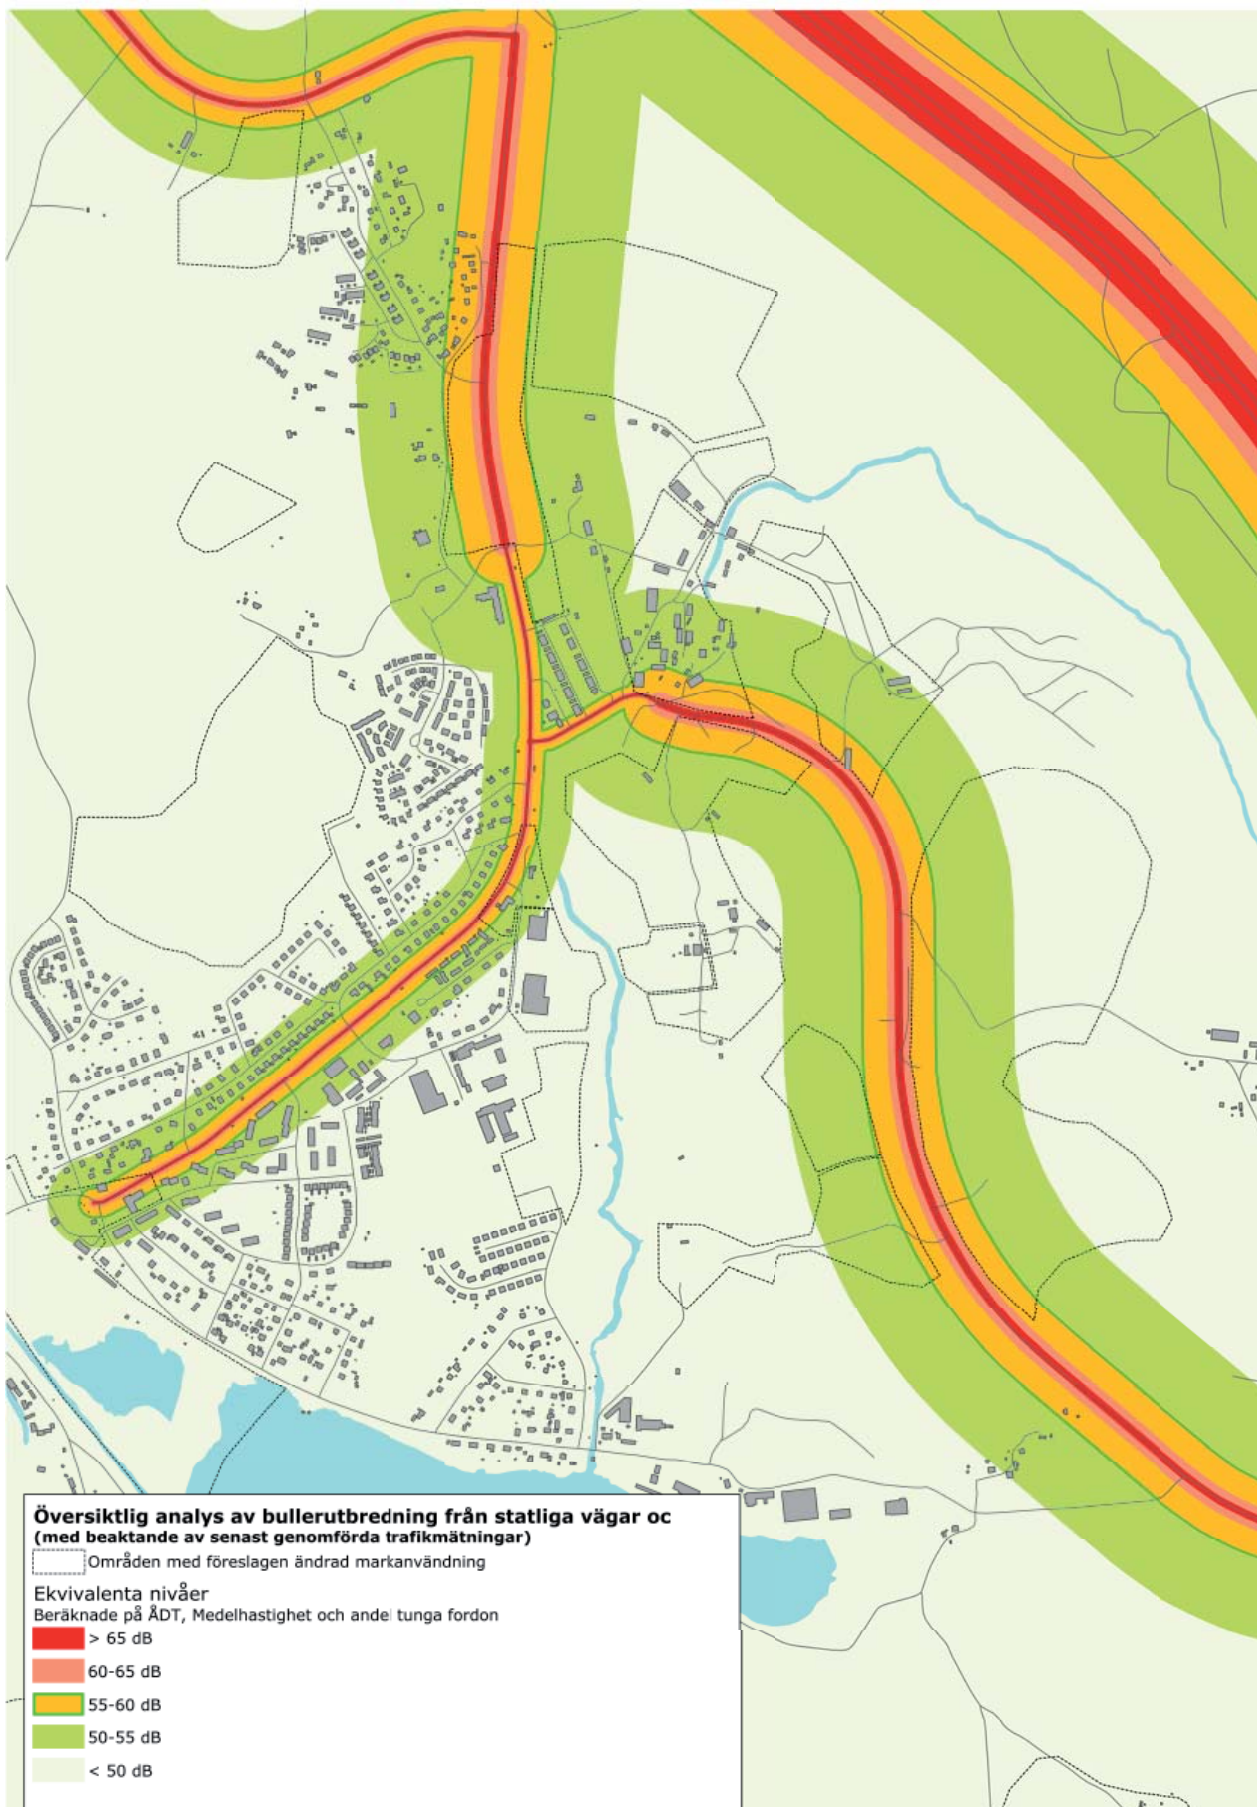 Översiktlig analys av bullerutbredning från statliga vägar oc
(med beaktande av senast genomförda trafikmätningar)
Områden med föreslagen ändrad markanvändning
Ekvivalenta nivåer
Beräknade på ÅDT, Medelhastighet och andel tunga fordon
> 65 dB
60-65 dB
55-60 dB
50-55 dB
< 50 dB